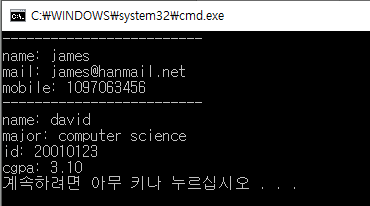 C:₩WINDOWS₩system32₩cmd.exe
-------------------------
name: james
mail: james@hanmail.net
mobile: 1097063456
-------------------------
name: david
major: computer science
id: 20010123
cgpa: 3.10
계속하려면 아무 키나 누르십시오 . . .